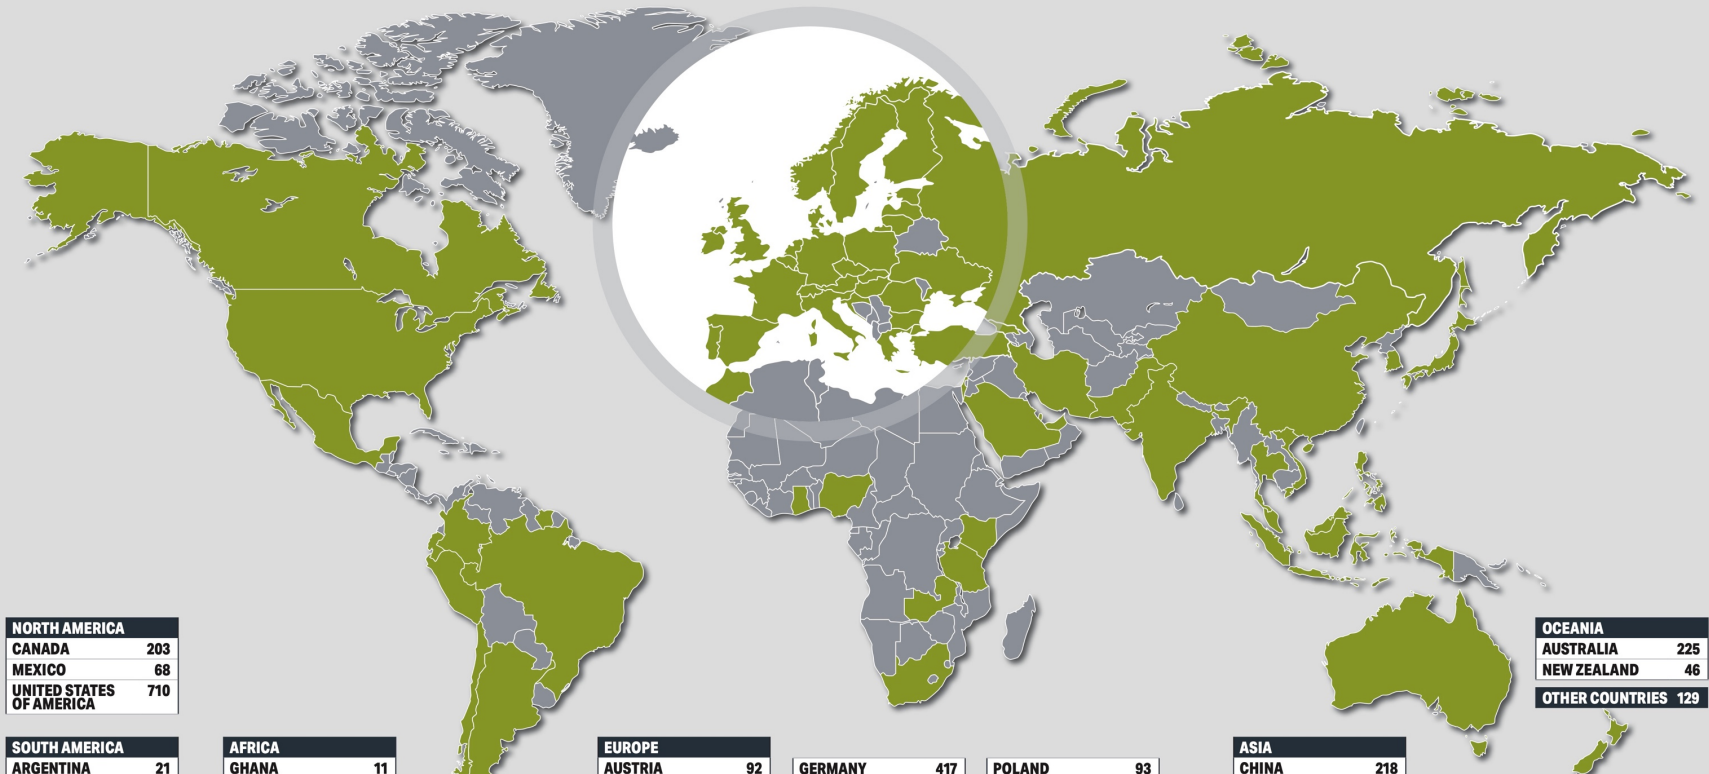 NORTH AMERICA
CANADA 203
MEXICO 68
UNITED STATES 710
OF AMERICA
OCEANIA
AUSTRALIA 225
NEW ZEALAND 46
OTHER COUNTRIES 129
SOUTH AMERICA
ARGENTINA 21
AFRICA
GHANA 11
EUROPE
AUSTRIA 92
GERMANY 417
POLAND 93
ASIA
CHINA 218